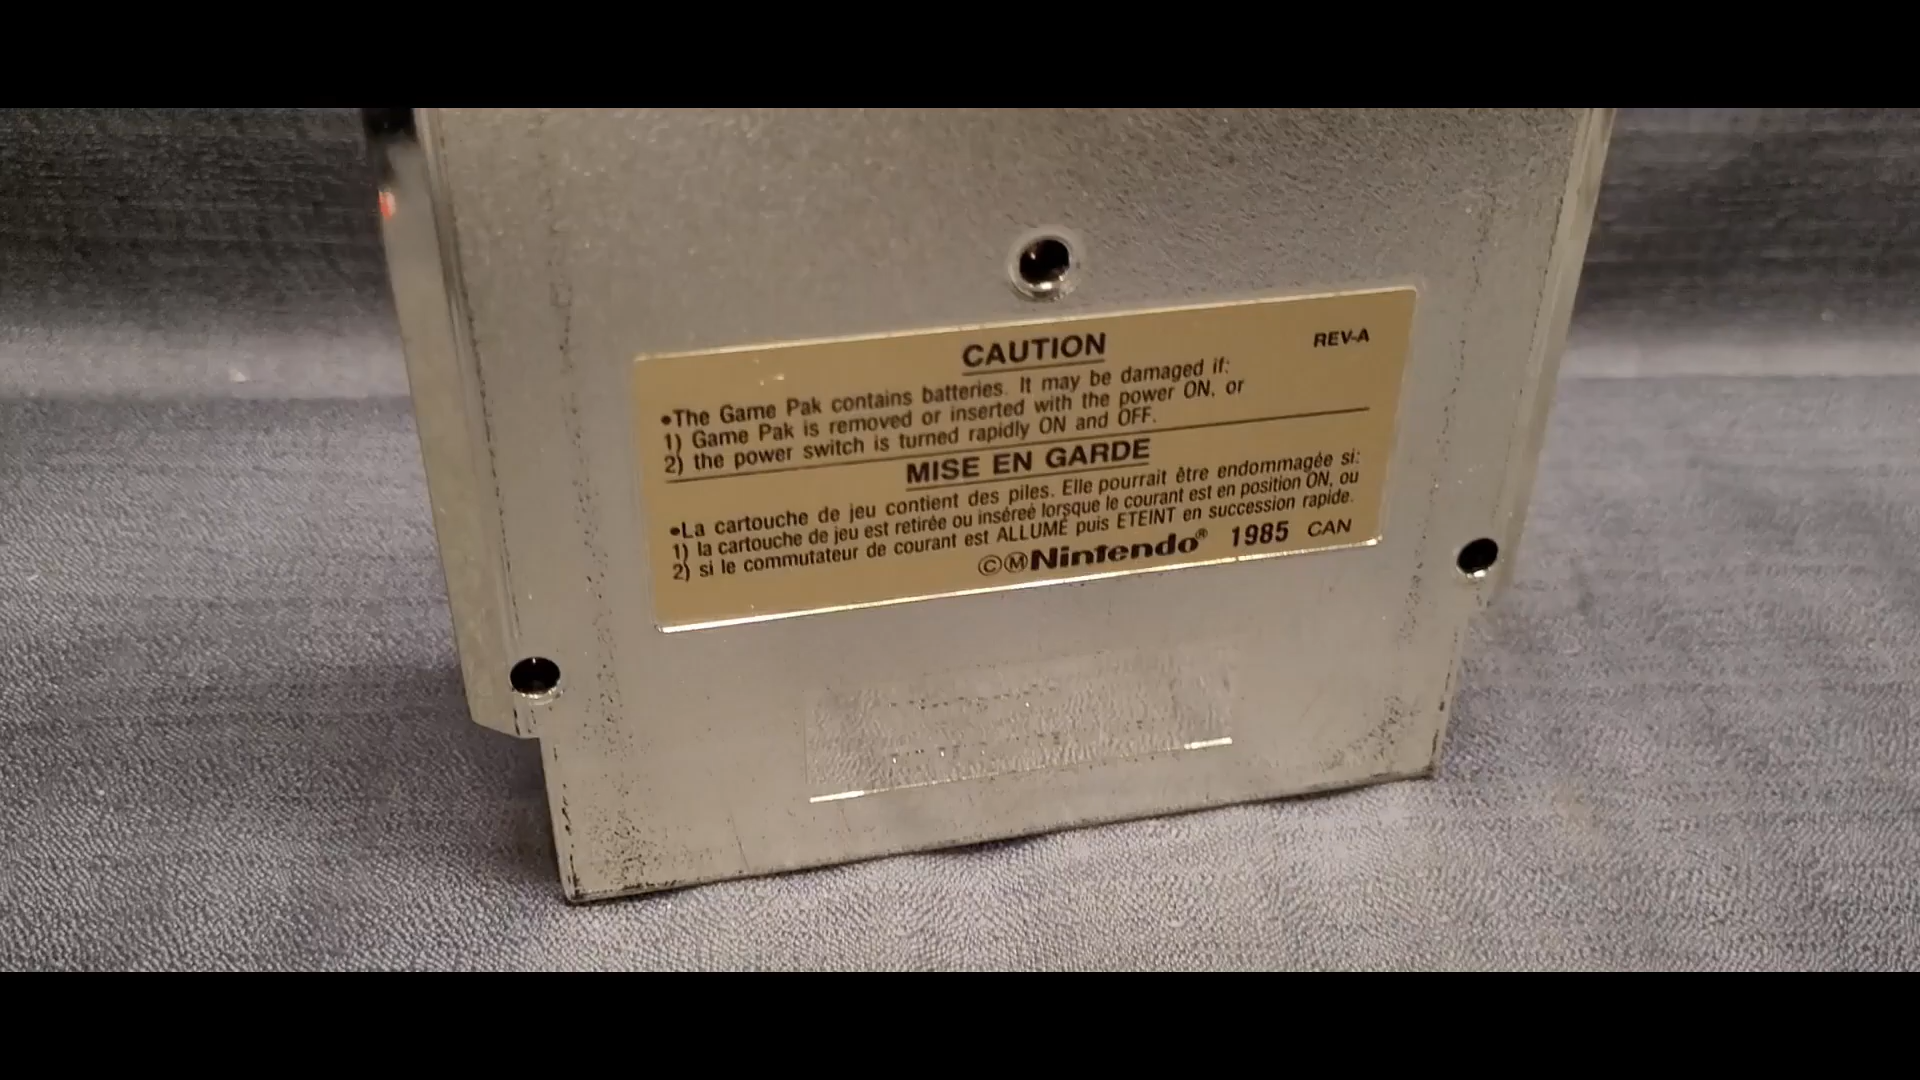 CAUTION REV-A
•The Game Pak contains batteries. It may be damaged if:
1) Game Pak is removed or inserted with the power ON, or
2) the power switch is turned rapidly ON and OFF.
MISE EN GARDE
•La cartouche de jeu contient des piles. Elle pourrait être endommagée si:
1) la cartouche de jeu est retirée ou insérée lorsque le courant est en position ON, ou
2) si le commutateur de courant est ALLUMÉ puis ETEINT en succession rapide.
©ⓂNintendo® 1985 CAN